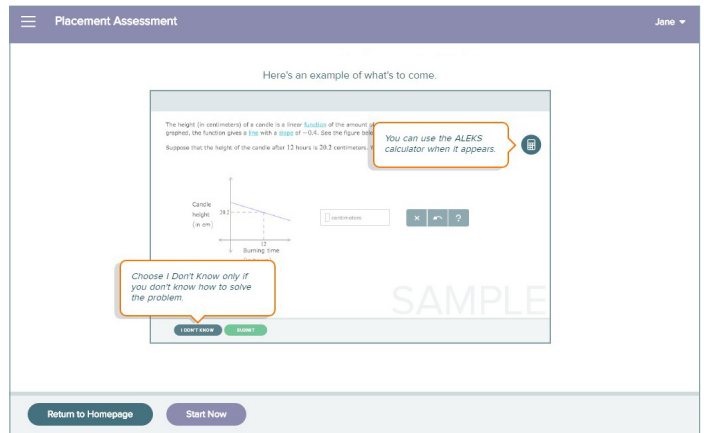 Placement Assessment
Jane
Here's an example of what's to come.
The height (in centimeters) of a candle is a linear function of the amount of
graphed, the function gives a line with a slope of −0.4. See the figure
Suppose that the height of the candle after 12 hours is 29.2 centimeters.
You can use the ALEKS
calculator when it appears.
Candle
height
(in cm)
29.2
12
Burning time
centimeters
×
?
Choose I Don't Know only if
you don't know how to solve
the problem.
SAMPLE
I DON'T KNOW
SUBMIT
Return to Homepage
Start Now